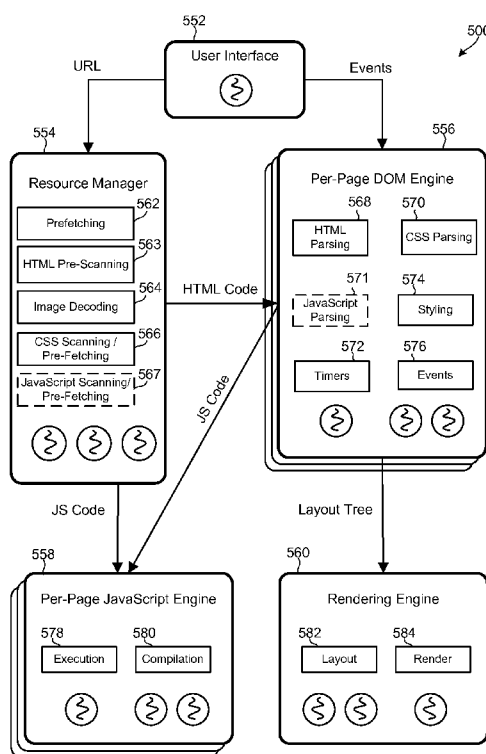 552
500
User Interface
URL
Events
554
556
Resource Manager
Prefetching
562
HTML Pre-Scanning
563
Image Decoding
564
CSS Scanning /
Pre-Fetching
566
JavaScript Scanning/
Pre-Fetching
567
HTML Code
Per-Page DOM Engine
568
HTML
Parsing
570
CSS Parsing
571
JavaScript
Parsing
574
Styling
572
Timers
576
Events
JS Code
JS Code
Layout Tree
558
Per-Page JavaScript Engine
578
Execution
580
Compilation
560
Rendering Engine
582
Layout
584
Render